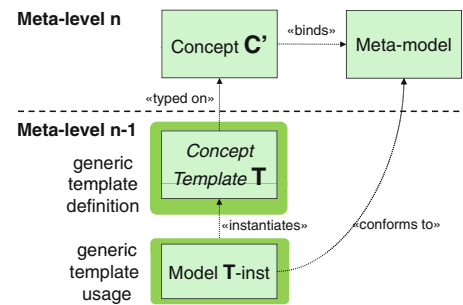 Meta-level n
Concept C’
«binds»
Meta-model
«typed on»
Meta-level n-1
generic
template
definition
Concept
Template T
«instantiates»
«conforms to»
generic
template
usage
Model T-inst